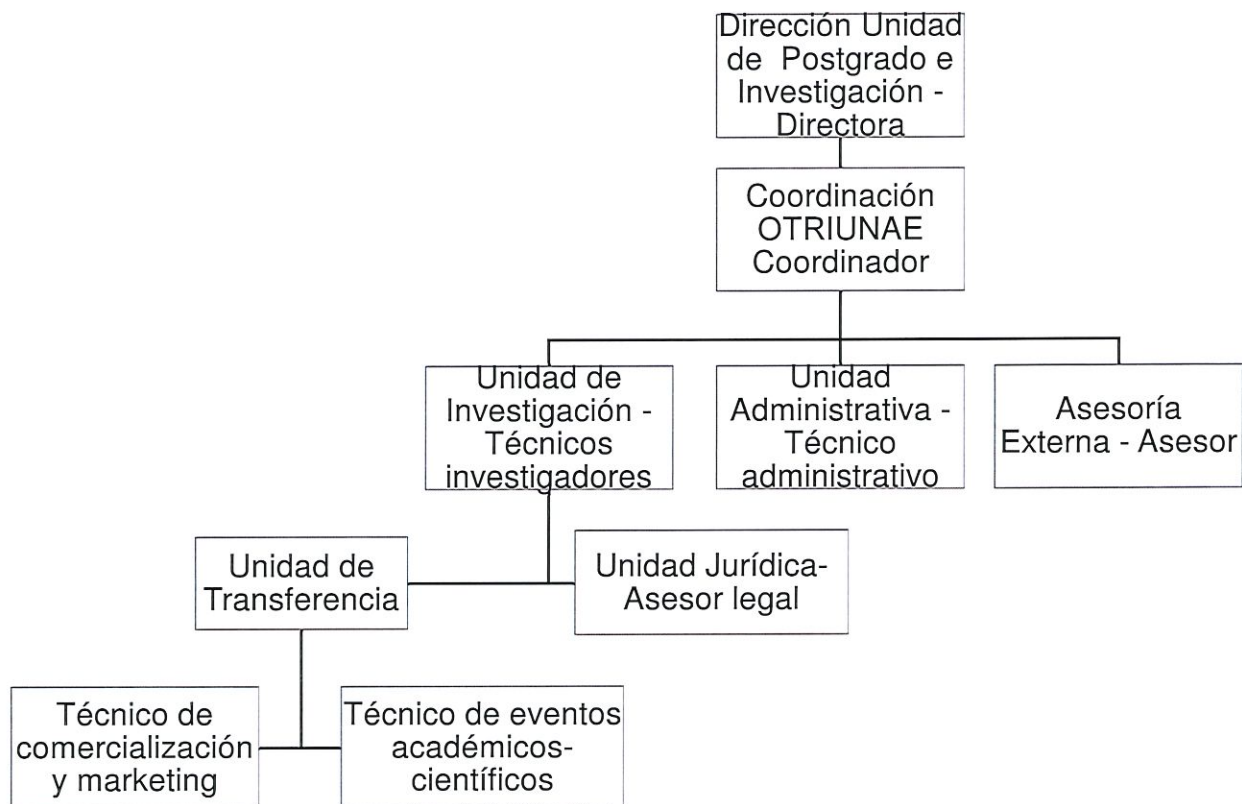 Dirección Unidad
de Postgrado e
Investigación -
Directora
Coordinación
OTRIUNAE
Coordinador
Unidad de
Investigación -
Técnicos
investigadores
Unidad
Administrativa -
Técnico
administrativo
Asesoría
Externa - Asesor
Unidad de
Transferencia
Unidad Jurídica-
Asesor legal
Técnico de
comercialización
y marketing
Técnico de eventos
académicos-
científicos